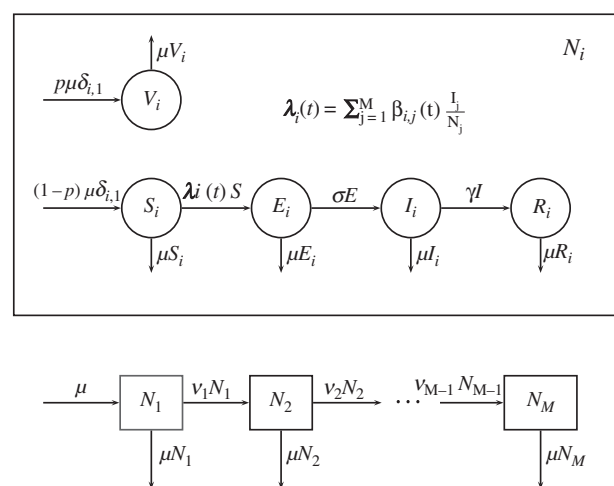 N_i
μV_i
pμδ_{i,1}
V_i
λ_i(t) = Σ_{j=1}^{M} β_{i,j}(t) I_j/N_j
(1–p) μδ_{i,1}
S_i
λi (t) S
E_i
σE
I_i
γI
R_i
μS_i
μE_i
μI_i
μR_i
μ
N_1
ν_1N_1
N_2
ν_2N_2
...
ν_{M–1} N_{M–1}
N_M
μN_1
μN_2
μN_M